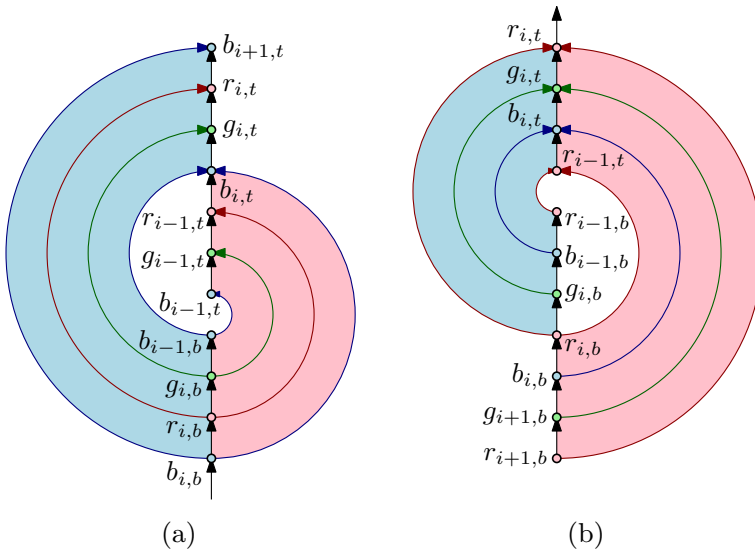 b_{i+1,t}
r_{i,t}
g_{i,t}
b_{i,t}
r_{i-1,t}
g_{i-1,t}
b_{i-1,t}
b_{i-1,b}
g_{i,b}
r_{i,b}
b_{i,b}
(a)
r_{i,t}
g_{i,t}
b_{i,t}
r_{i-1,t}
r_{i-1,b}
b_{i-1,b}
g_{i,b}
r_{i,b}
b_{i,b}
g_{i+1,b}
r_{i+1,b}
(b)